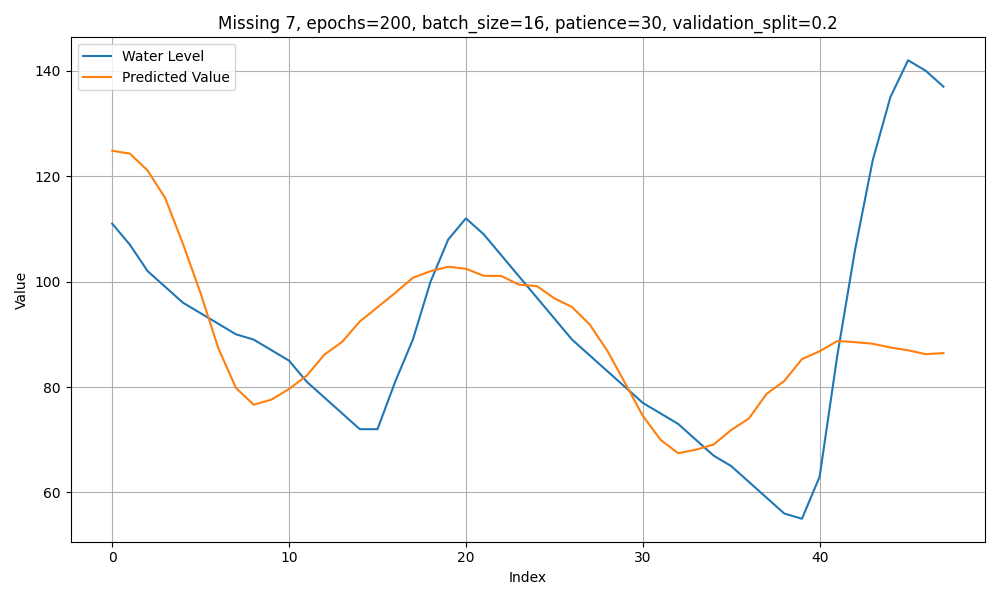 Missing 7, epochs=200, batch_size=16, patience=30, validation_split=0.2
Water Level
Predicted Value
140
120
100
80
60
Value
0 10 20 30 40
Index